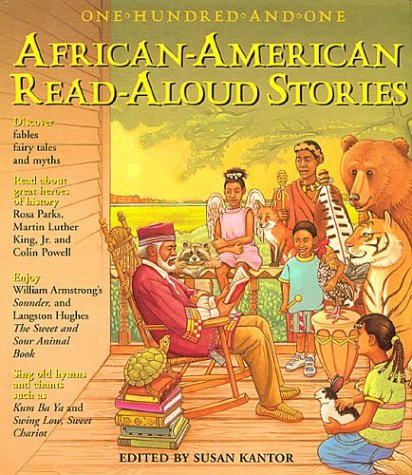 ONE•HUNDRED•AND•ONE
AFRICAN-AMERICAN
READ-ALOUD STORIES
Discover
fables
fairy tales
and myths
Read about
great heroes
of history
Rosa Parks,
Martin Luther
King, Jr. and
Colin Powell
Enjoy
William Armstrong's
Sounder, and
Langston Hughes
The Sweet and
Sour Animal
Book
Sing old hymns
and chants
such as
Kum Ba Ya and
Swing Low, Sweet
Chariot
EDITED BY SUSAN KANTOR